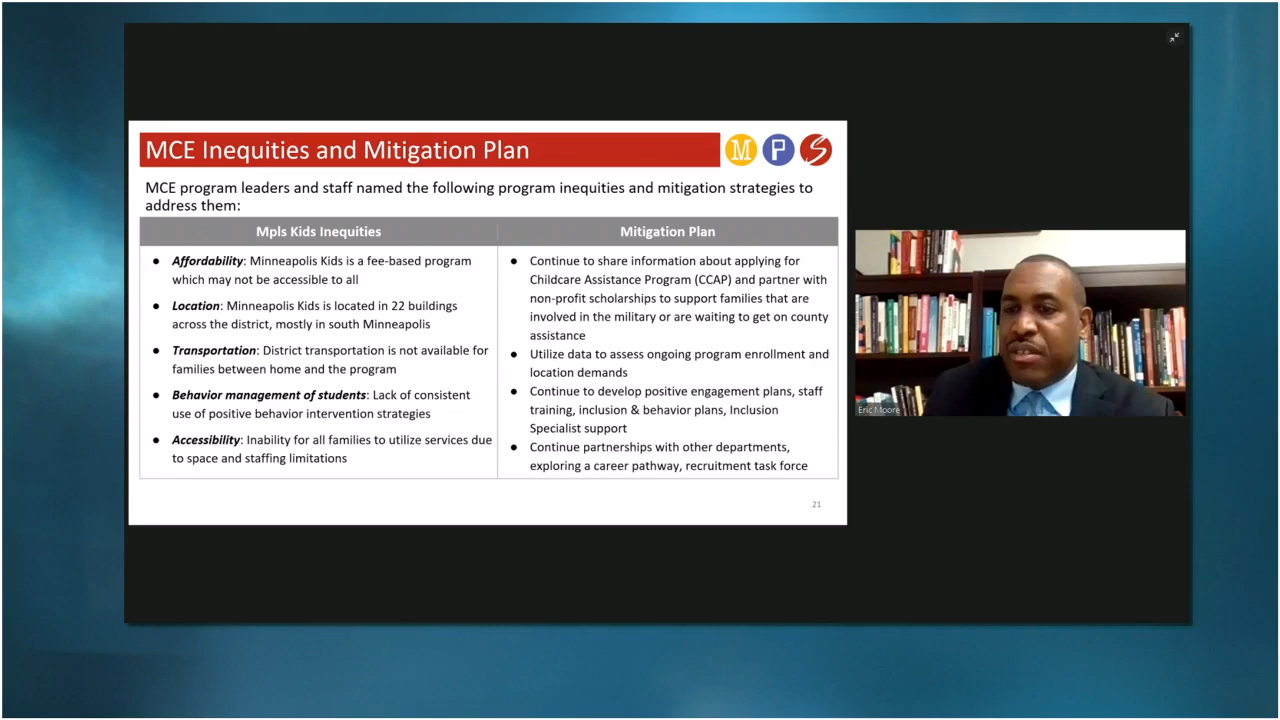 MCE Inequities and Mitigation Plan
M P S
MCE program leaders and staff named the following program inequities and mitigation strategies to
address them:
Mpls Kids Inequities
● Affordability: Minneapolis Kids is a fee-based program
which may not be accessible to all
● Location: Minneapolis Kids is located in 22 buildings
across the district, mostly in south Minneapolis
● Transportation: District transportation is not available for
families between home and the program
● Behavior management of students: Lack of consistent
use of positive behavior intervention strategies
● Accessibility: Inability for all families to utilize services due
to space and staffing limitations
Mitigation Plan
● Continue to share information about applying for
Childcare Assistance Program (CCAP) and partner with
non-profit scholarships to support families that are
involved in the military or are waiting to get on county
assistance
● Utilize data to assess ongoing program enrollment and
location demands
● Continue to develop positive engagement plans, staff
training, inclusion & behavior plans, Inclusion
Specialist support
● Continue partnerships with other departments,
exploring a career pathway, recruitment task force
21
Eric Moore